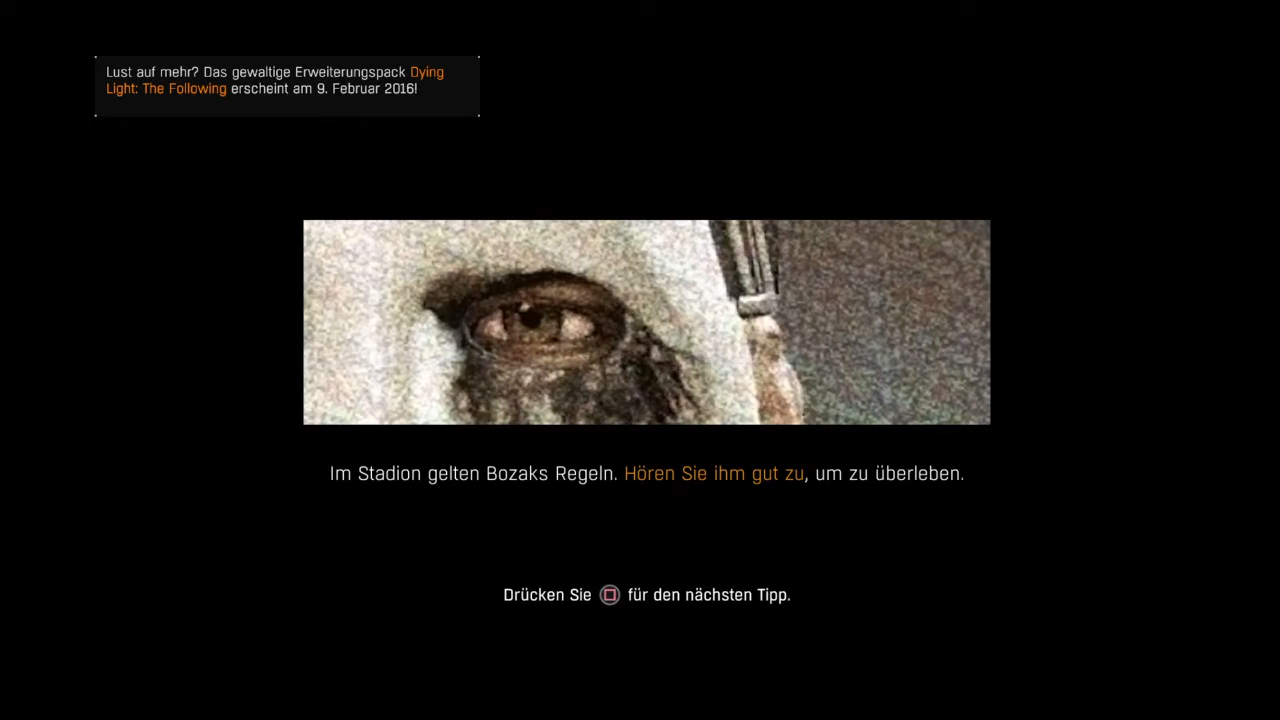 Lust auf mehr? Das gewaltige Erweiterungspack Dying
Light: The Following erscheint am 9. Februar 2016!
Im Stadion gelten Bozaks Regeln. Hören Sie ihm gut zu, um zu überleben.
Drücken Sie für den nächsten Tipp.